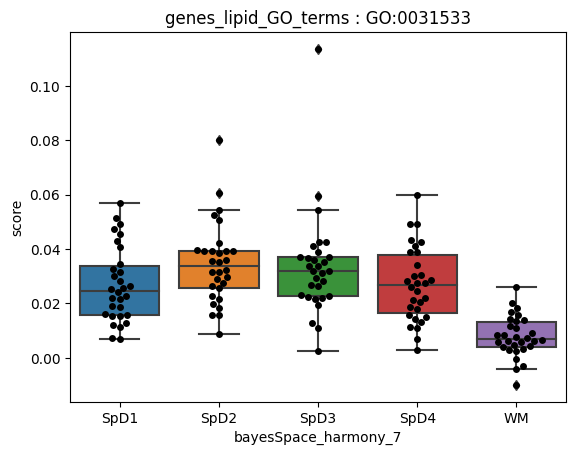 genes_lipid_GO_terms : GO:0031533
score
0.10
0.08
0.06
0.04
0.02
0.00
SpD1 SpD2 SpD3 SpD4 WM
bayesSpace_harmony_7